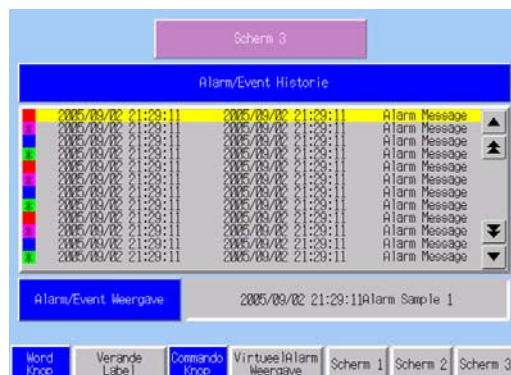 Scherm 3
Alarm/Event Historie
2005/09/02 21:29:11 2005/09/02 21:29:11 Alarm Message
2005/09/02 21:29:11 2005/09/02 21:29:11 Alarm Message
2005/09/02 21:29:11 2005/09/02 21:29:11 Alarm Message
2005/09/02 21:29:11 2005/09/02 21:29:11 Alarm Message
2005/09/02 21:29:11 2005/09/02 21:29:11 Alarm Message
2005/09/02 21:29:11 2005/09/02 21:29:11 Alarm Message
2005/09/02 21:29:11 2005/09/02 21:29:11 Alarm Message
2005/09/02 21:29:11 2005/09/02 21:29:11 Alarm Message
2005/09/02 21:29:11 2005/09/02 21:29:11 Alarm Message
2005/09/02 21:29:11 2005/09/02 21:29:11 Alarm Message
2005/09/02 21:29:11 2005/09/02 21:29:11 Alarm Message
2005/09/02 21:29:11 2005/09/02 21:29:11 Alarm Message
Alarm/Event Weergave 2005/09/02 21:29:11Alarm Sample 1
Word Knop
Verande Label
Commando Knop
VirtueelAlarm Weergave
Scherm 1
Scherm 2
Scherm 3